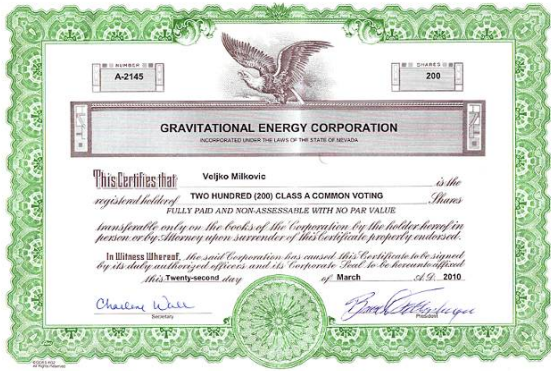 NUMBER
A-2145
SHARES
200
GRAVITATIONAL ENERGY CORPORATION
INCORPORATED UNDER THE LAWS OF THE STATE OF NEVADA
This Certifies that Veljko Milkovic is the
registered holder of TWO HUNDRED (200) CLASS A COMMON VOTING Shares
FULLY PAID AND NON-ASSESSABLE WITH NO PAR VALUE
transferable only on the books of the Corporation by the holder hereof in
person or by Attorney upon surrender of this Certificate properly endorsed.
In Witness Whereof, the said Corporation has caused this Certificate to be signed
by its duly authorized officers and its Corporate Seal to be hereunto affixed
this Twenty-second day of March A.D. 2010
Charlene Wall
Secretary
President
All Rights Reserved